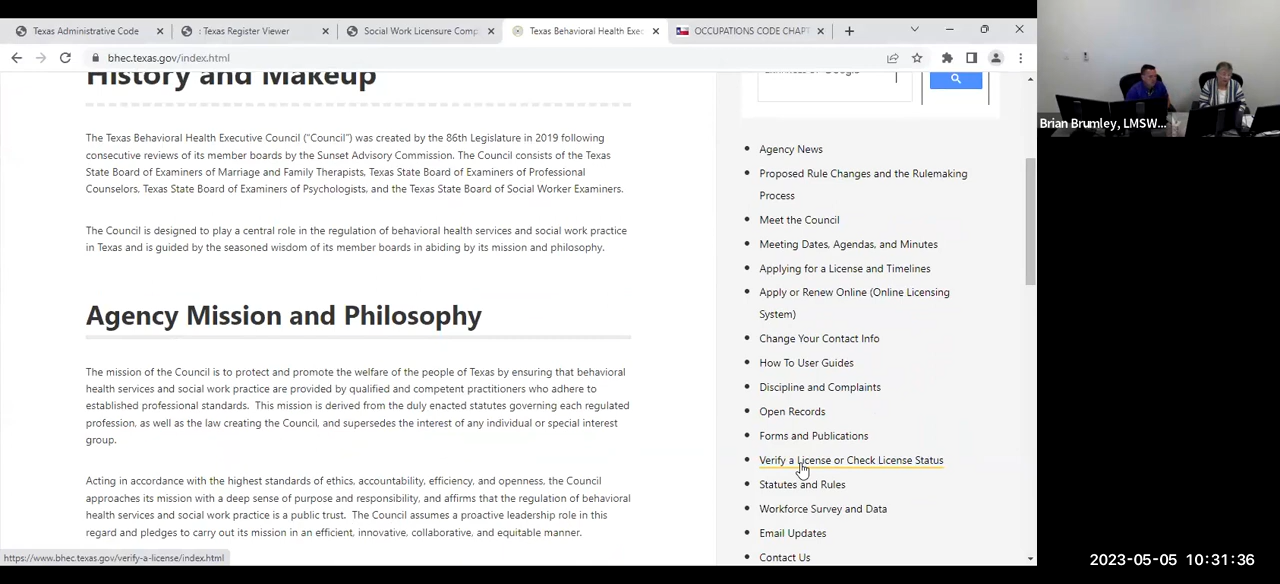 Texas Administrative Code
: Texas Register Viewer
Social Work Licensure Comp
Texas Behavioral Health Exec
OCCUPATIONS CODE CHAPT
bhec.texas.gov/index.html
History and Makeup
The Texas Behavioral Health Executive Council ("Council") was created by the 86th Legislature in 2019 following
consecutive reviews of its member boards by the Sunset Advisory Commission. The Council consists of the Texas
State Board of Examiners of Marriage and Family Therapists, Texas State Board of Examiners of Professional
Counselors, Texas State Board of Examiners of Psychologists, and the Texas State Board of Social Worker Examiners.
The Council is designed to play a central role in the regulation of behavioral health services and social work practice
in Texas and is guided by the seasoned wisdom of its member boards in abiding by its mission and philosophy.
Agency Mission and Philosophy
The mission of the Council is to protect and promote the welfare of the people of Texas by ensuring that behavioral
health services and social work practice are provided by qualified and competent practitioners who adhere to
established professional standards. This mission is derived from the duly enacted statutes governing each regulated
profession, as well as the law creating the Council, and supersedes the interest of any individual or special interest
group.
Acting in accordance with the highest standards of ethics, accountability, efficiency, and openness, the Council
approaches its mission with a deep sense of purpose and responsibility, and affirms that the regulation of behavioral
health services and social work practice is a public trust. The Council assumes a proactive leadership role in this
regard and pledges to carry out its mission in an efficient, innovative, collaborative, and equitable manner.
Agency News
Proposed Rule Changes and the Rulemaking
Process
Meet the Council
Meeting Dates, Agendas, and Minutes
Applying for a License and Timelines
Apply or Renew Online (Online Licensing
System)
Change Your Contact Info
How To User Guides
Discipline and Complaints
Open Records
Forms and Publications
Verify a License or Check License Status
Statutes and Rules
Workforce Survey and Data
Email Updates
Contact Us
https://www.bhec.texas.gov/verify-a-license/index.html
Brian Brumley, LMSW...
2023-05-05 10:31:36